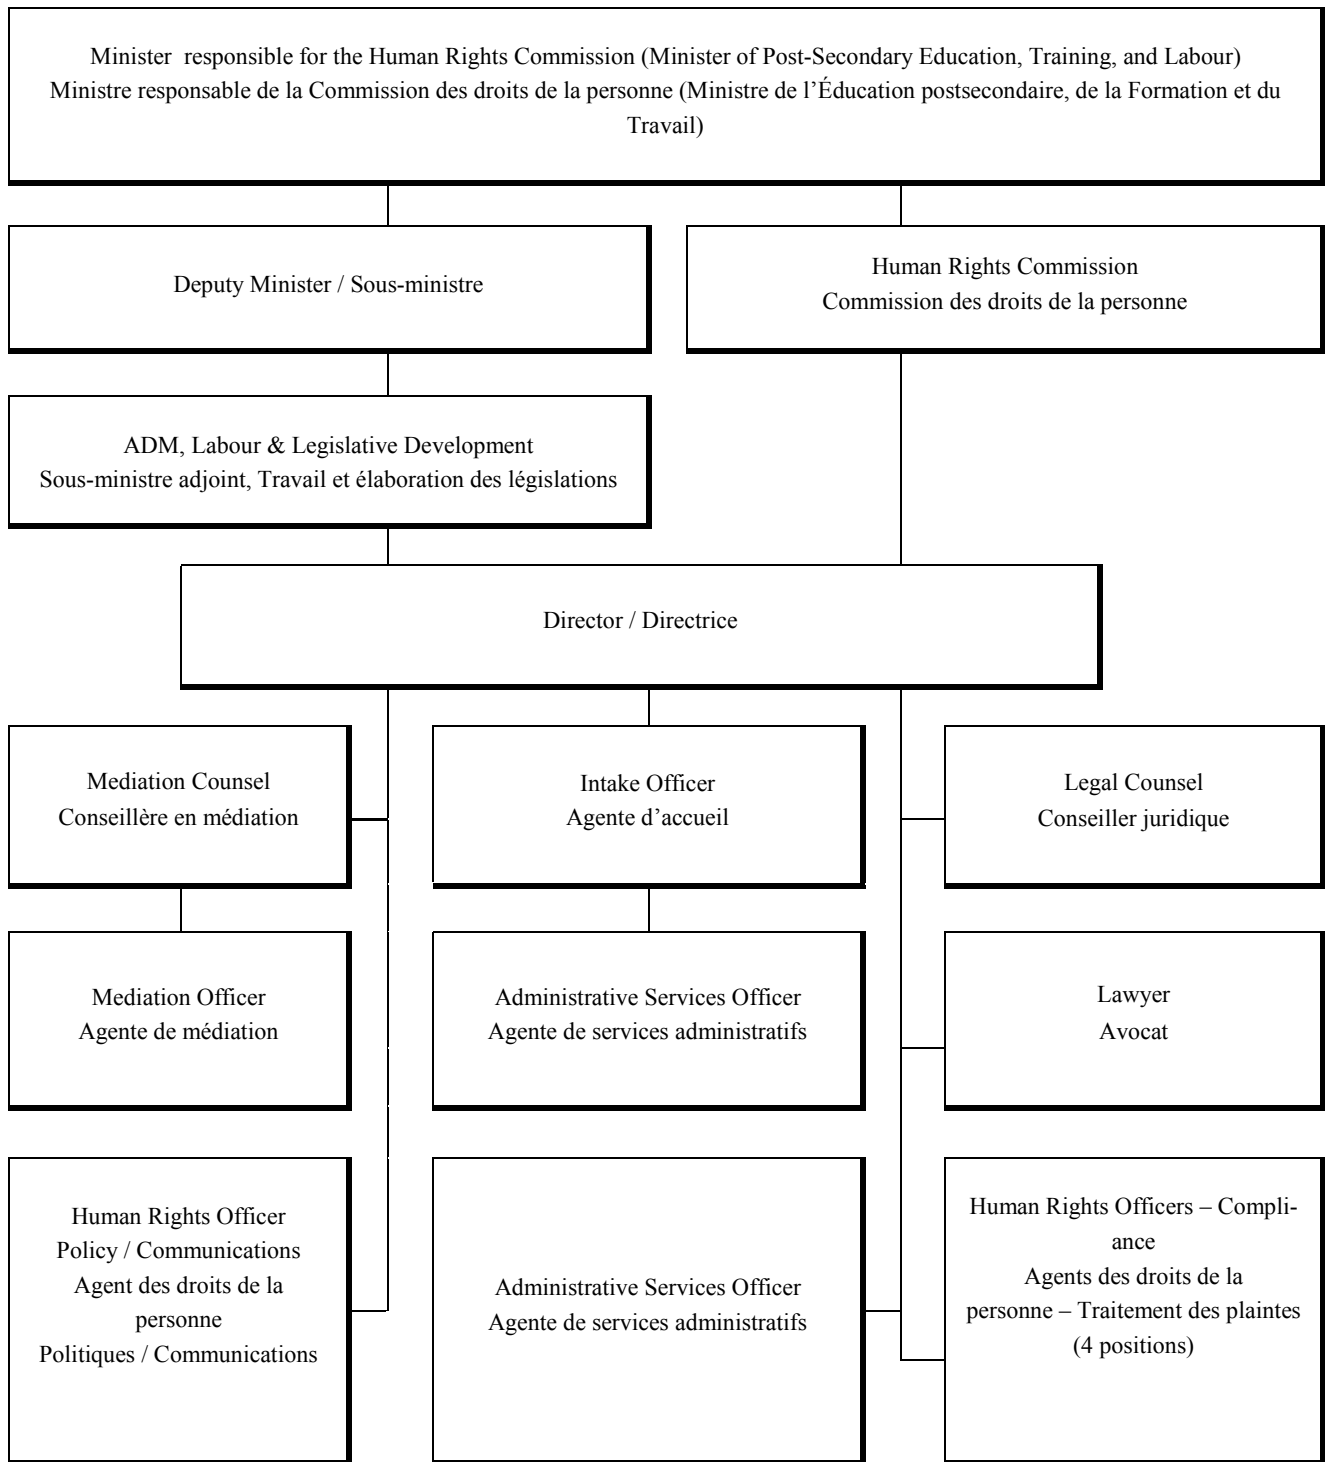 Minister  responsible for the Human Rights Commission (Minister of Post-Secondary Education, Training, and Labour)
Ministre responsable de la Commission des droits de la personne (Ministre de l’Éducation postsecondaire, de la Formation et du
Travail)
Deputy Minister / Sous-ministre
Human Rights Commission
Commission des droits de la personne
ADM, Labour & Legislative Development
Sous-ministre adjoint, Travail et élaboration des législations
Director / Directrice
Mediation Counsel
Conseillère en médiation
Intake Officer
Agente d’accueil
Legal Counsel
Conseiller juridique
Mediation Officer
Agente de médiation
Administrative Services Officer
Agente de services administratifs
Lawyer
Avocat
Human Rights Officer
Policy / Communications
Agent des droits de la
personne
Politiques / Communications
Administrative Services Officer
Agente de services administratifs
Human Rights Officers – Compli-
ance
Agents des droits de la
personne – Traitement des plaintes
(4 positions)